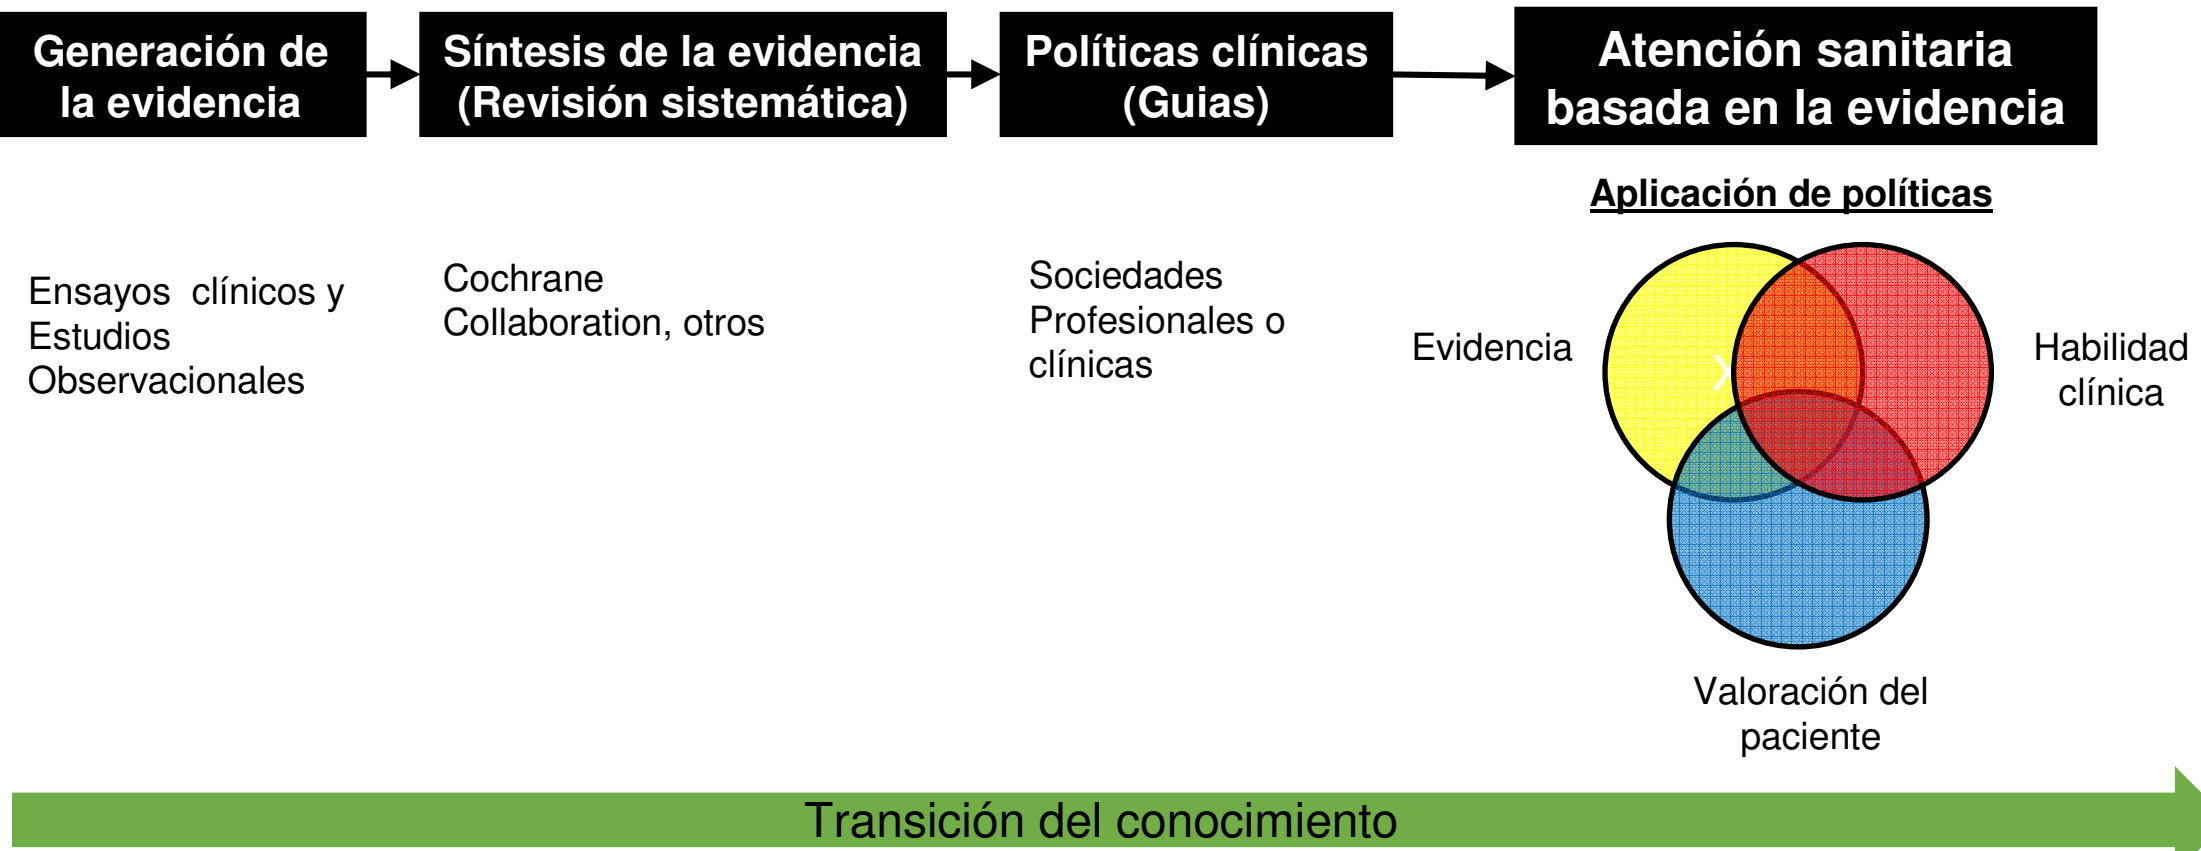 Generación de
la evidencia
Síntesis de la evidencia
(Revisión sistemática)
Políticas clínicas
(Guias)
Atención sanitaria
basada en la evidencia
Aplicación de políticas
Ensayos clínicos y
Estudios
Observacionales
Cochrane
Collaboration, otros
Sociedades
Profesionales o
clínicas
Evidencia
Habilidad
clínica
Valoración del
paciente
Transición del conocimiento